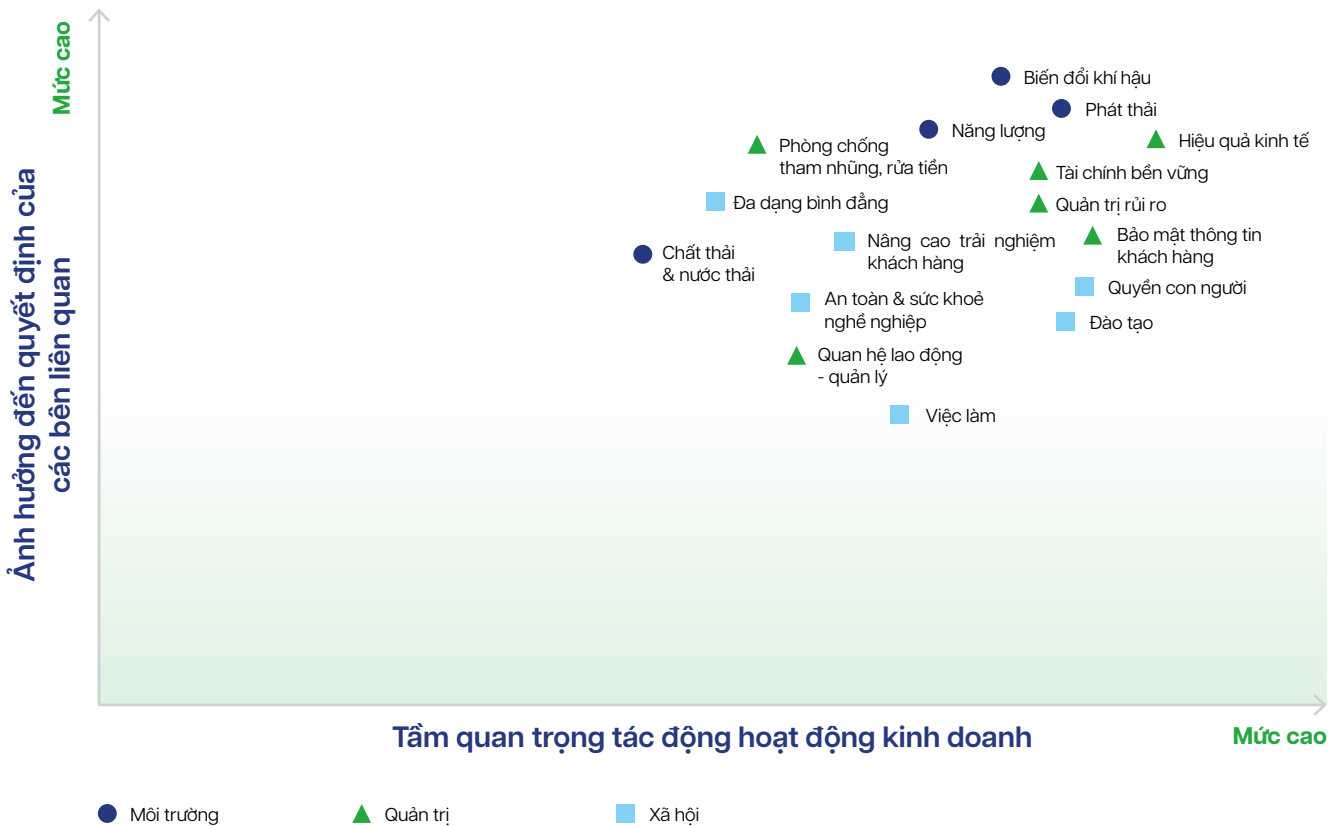 Mức cao
Ảnh hưởng đến quyết định của
các bên liên quan
Biến đổi khí hậu
Phát thải
Năng lượng
Hiệu quả kinh tế
Phòng chống
tham nhũng, rửa tiền
Tài chính bền vững
Đa dạng bình đẳng
Quản trị rủi ro
Nâng cao trải nghiệm
khách hàng
Bảo mật thông tin
khách hàng
Chất thải
& nước thải
Quyền con người
An toàn & sức khoẻ
nghề nghiệp
Đào tạo
Quan hệ lao động
- quản lý
Việc làm
Tầm quan trọng tác động hoạt động kinh doanh
Mức cao
Môi trường
Quản trị
Xã hội